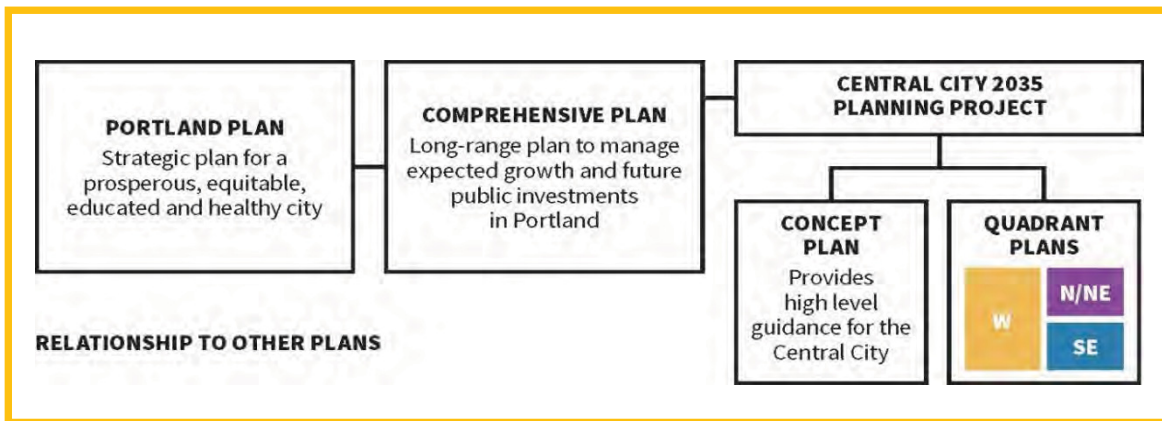 PORTLAND PLAN
Strategic plan for a
prosperous, equitable,
educated and healthy city
COMPREHENSIVE PLAN
Long-range plan to manage
expected growth and future
public investments
in Portland
CENTRAL CITY 2035
PLANNING PROJECT
CONCEPT
PLAN
Provides
high level
guidance for the
Central City
QUADRANT
PLANS
W
N/NE
SE
RELATIONSHIP TO OTHER PLANS